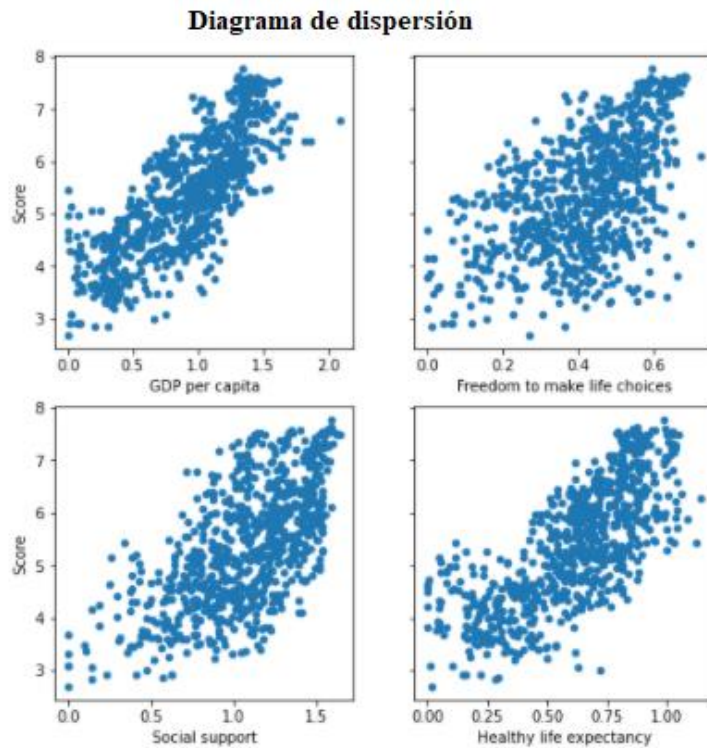 Diagrama de dispersión
8
7
6
5
4
3
Score
0.0 0.5 1.0 1.5 2.0
GDP per capita
0.0 0.2 0.4 0.6
Freedom to make life choices
8
7
6
5
4
3
Score
0.0 0.5 1.0 1.5
Social support
0.00 0.25 0.50 0.75 1.00
Healthy life expectancy